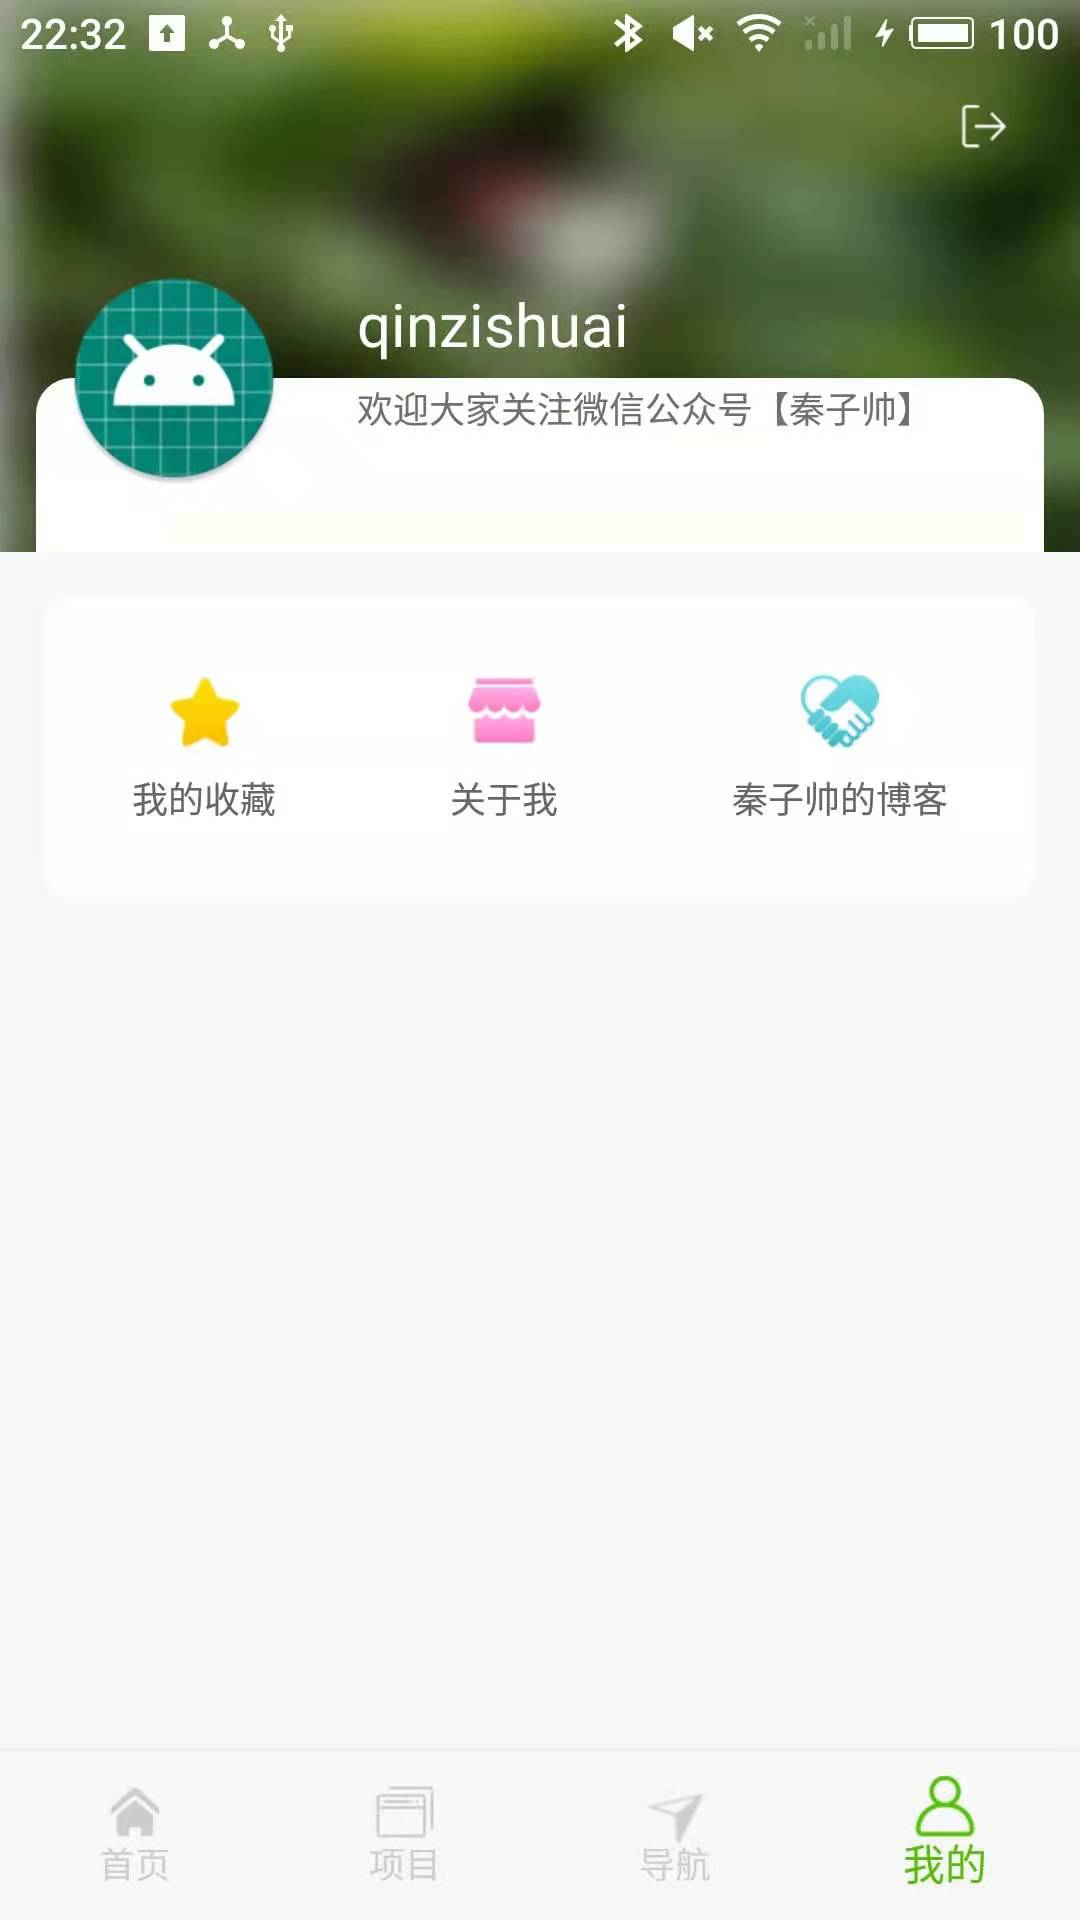 22:32 100
qinzishuai
欢迎大家关注微信公众号【秦子帅】
我的收藏 关于我 秦子帅的博客
首页 项目 导航 我的